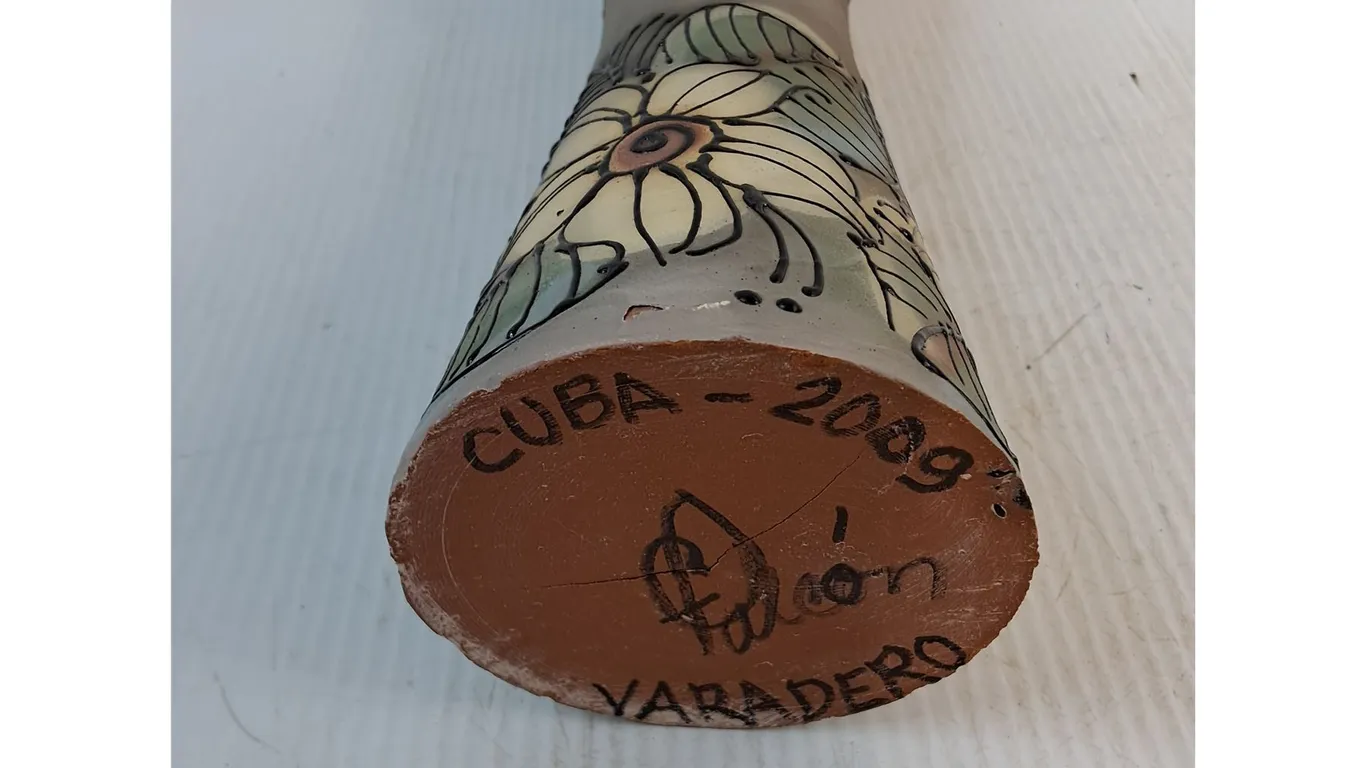 CUBA - 2009
Falcón
VARADERO